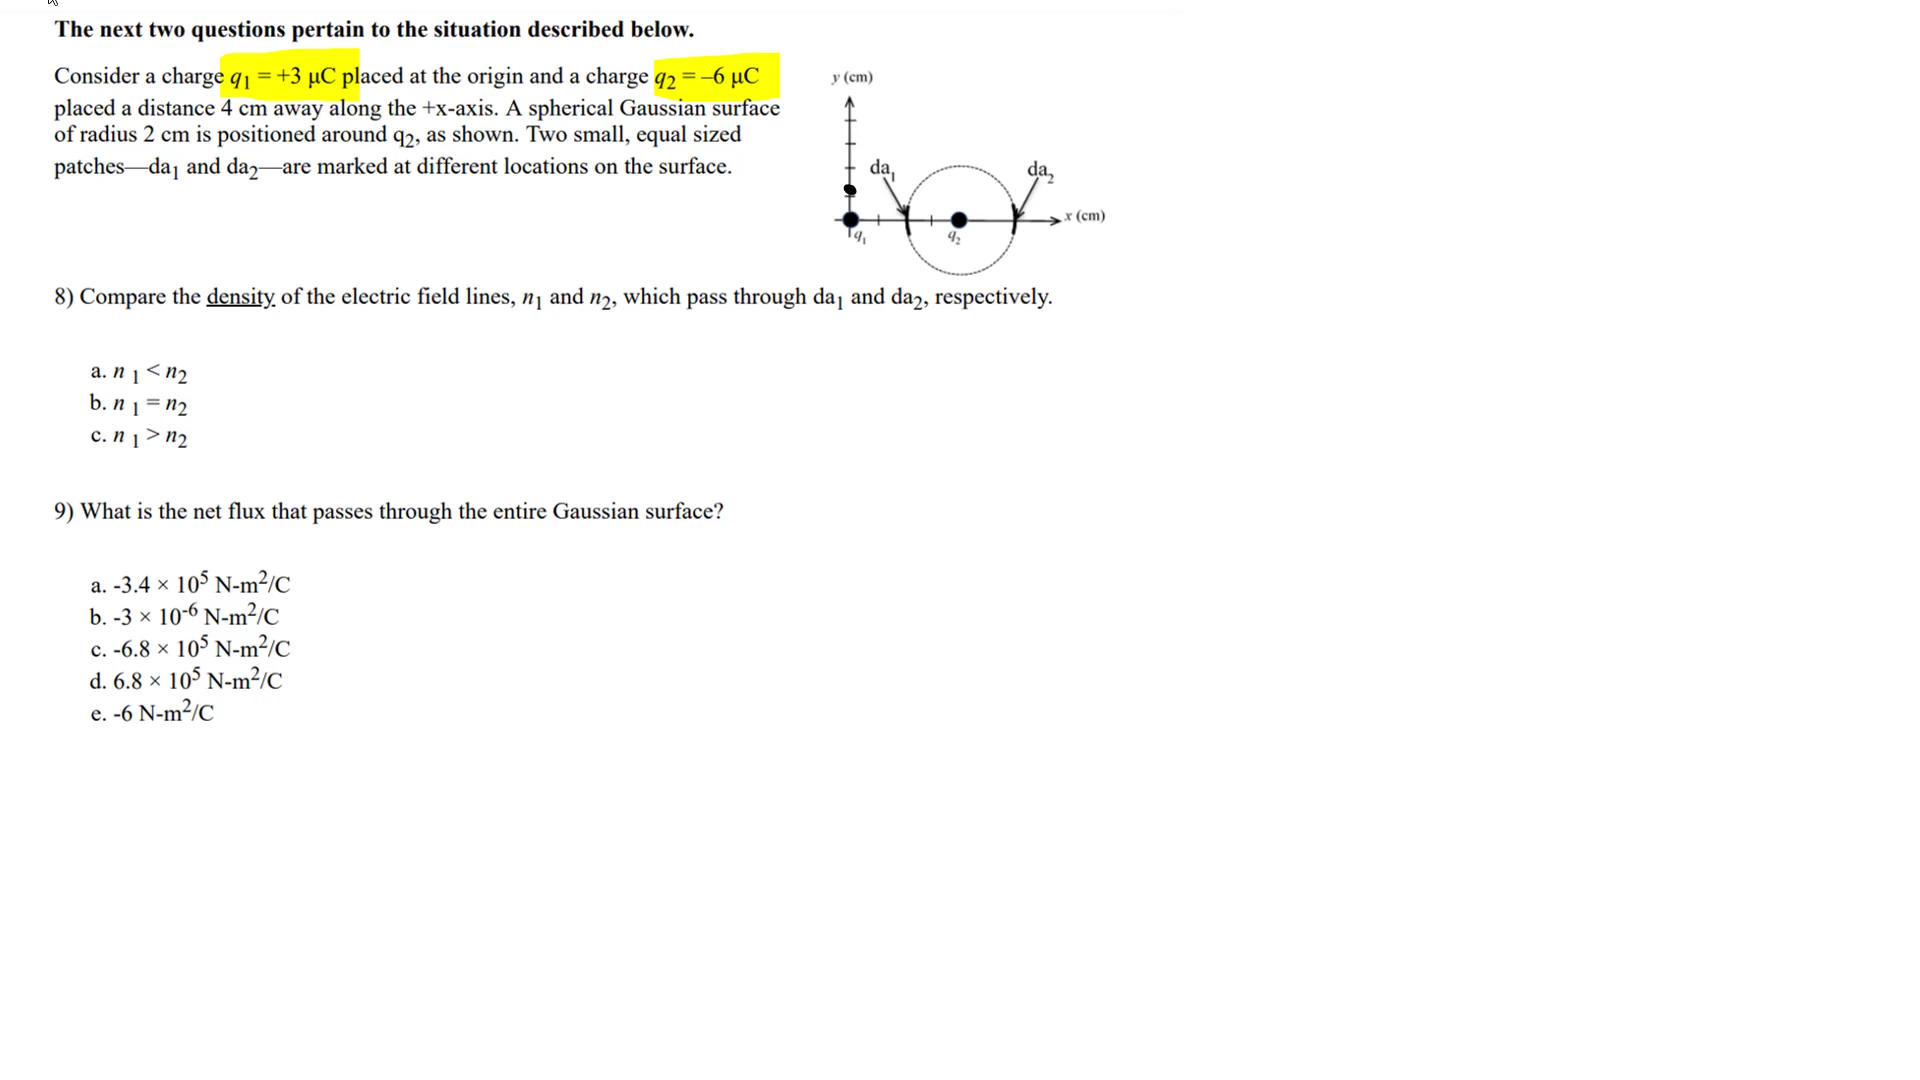 The next two questions pertain to the situation described below.
Consider a charge q1 = +3 μC placed at the origin and a charge q2 = –6 μC
placed a distance 4 cm away along the +x-axis. A spherical Gaussian surface
of radius 2 cm is positioned around q2, as shown. Two small, equal sized
patches—da1 and da2—are marked at different locations on the surface.
y (cm)
da1
da2
x (cm)
q1
q2
8) Compare the density of the electric field lines, n1 and n2, which pass through da1 and da2, respectively.
a. n 1 < n2
b. n 1 = n2
c. n 1 > n2
9) What is the net flux that passes through the entire Gaussian surface?
a. -3.4 × 10^5 N-m^2/C
b. -3 × 10^-6 N-m^2/C
c. -6.8 × 10^5 N-m^2/C
d. 6.8 × 10^5 N-m^2/C
e. -6 N-m^2/C